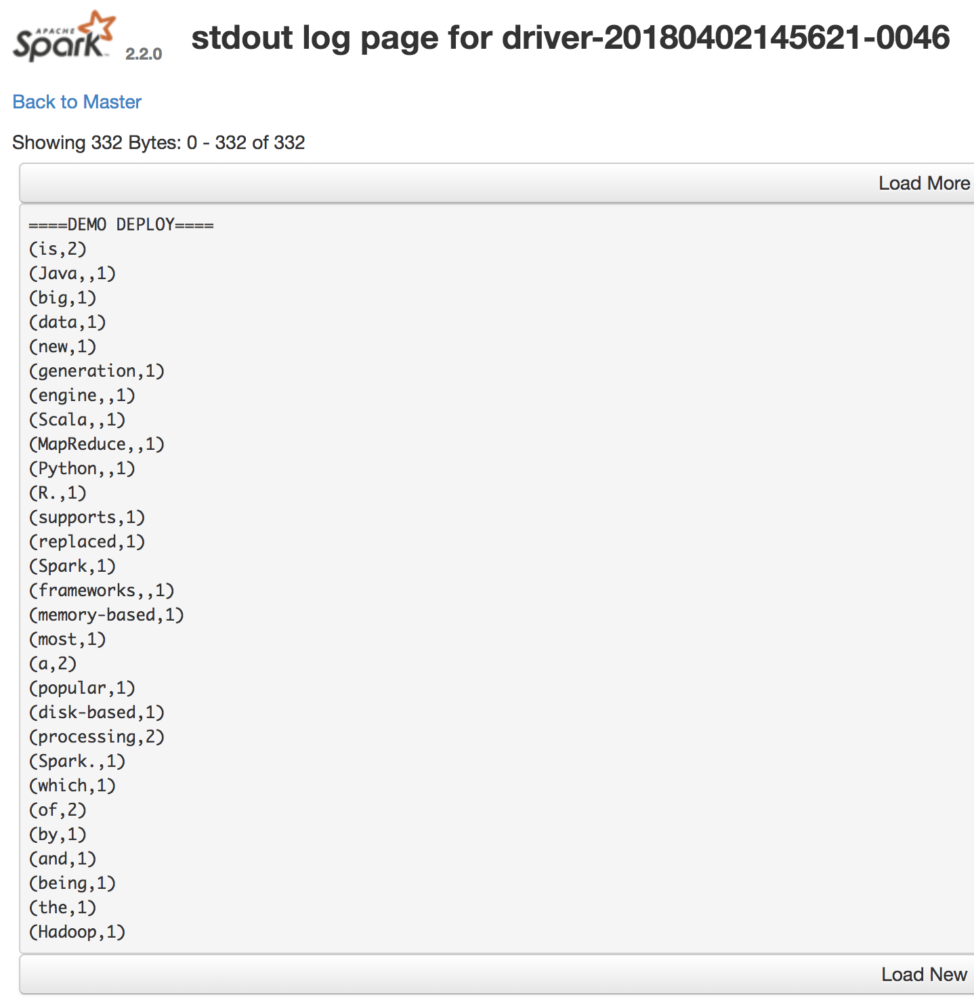 APACHE
Spark 2.2.0
stdout log page for driver-20180402145621-0046
Back to Master
Showing 332 Bytes: 0 - 332 of 332
Load More
====DEMO DEPLOY====
(is,2)
(Java,,1)
(big,1)
(data,1)
(new,1)
(generation,1)
(engine,,1)
(Scala,,1)
(MapReduce,,1)
(Python,,1)
(R.,1)
(supports,1)
(replaced,1)
(Spark,1)
(frameworks,,1)
(memory-based,1)
(most,1)
(a,2)
(popular,1)
(disk-based,1)
(processing,2)
(Spark.,1)
(which,1)
(of,2)
(by,1)
(and,1)
(being,1)
(the,1)
(Hadoop,1)
Load New